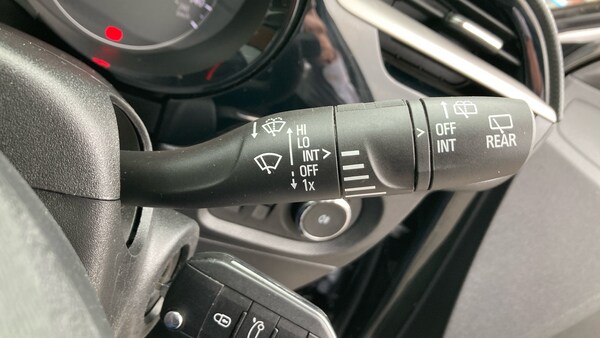 HI
LO
INT
OFF
1x
OFF
INT
REAR